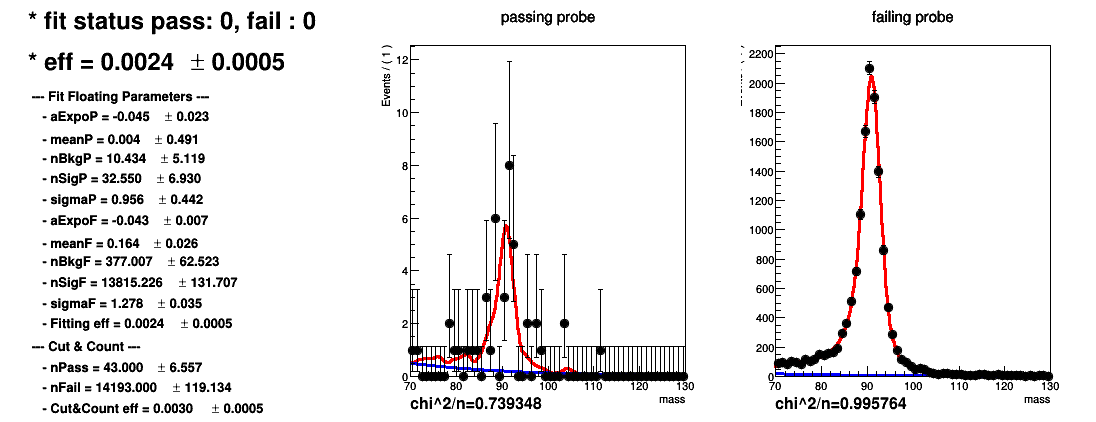 * fit status pass: 0, fail : 0
* eff = 0.0024 ± 0.0005
--- Fit Floating Parameters ---
- aExpoP = -0.045 ± 0.023
- meanP = 0.004 ± 0.491
- nBkgP = 10.434 ± 5.119
- nSigP = 32.550 ± 6.930
- sigmaP = 0.956 ± 0.442
- aExpoF = -0.043 ± 0.007
- meanF = 0.164 ± 0.026
- nBkgF = 377.007 ± 62.523
- nSigF = 13815.226 ± 131.707
- sigmaF = 1.278 ± 0.035
- Fitting eff = 0.0024 ± 0.0005
--- Cut & Count ---
- nPass = 43.000 ± 6.557
- nFail = 14193.000 ± 119.134
- Cut&Count eff = 0.0030 ± 0.0005
passing probe
Events / ( 1 )
12
10
8
6
4
2
0
70 80 90 100 110 120 130
mass
chi^2/n=0.739348
failing probe
2200
2000
1800
1600
1400
1200
1000
800
600
400
200
0
70 80 90 100 110 120 130
mass
chi^2/n=0.995764